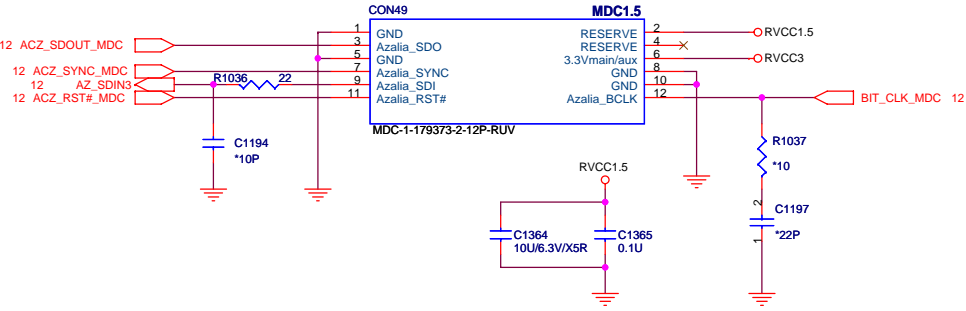 CON49 MDC1.5
1 GND RESERVE 2 RVCC1.5
12 ACZ_SDOUT_MDC 3 Azalia_SDO RESERVE 4
5 GND 3.3Vmain/aux 6 RVCC3
12 ACZ_SYNC_MDC 7 Azalia_SYNC GND 8
12 AZ_SDIN3 R1036 22 9 Azalia_SDI GND 10
12 ACZ_RST#_MDC 11 Azalia_RST# Azalia_BCLK 12 BIT_CLK_MDC 12
MDC-1-179373-2-12P-RUV
C1194
*10P
R1037
*10
RVCC1.5
2
C1197
*22P
1
C1364
10U/6.3V/X5R
C1365
0.1U